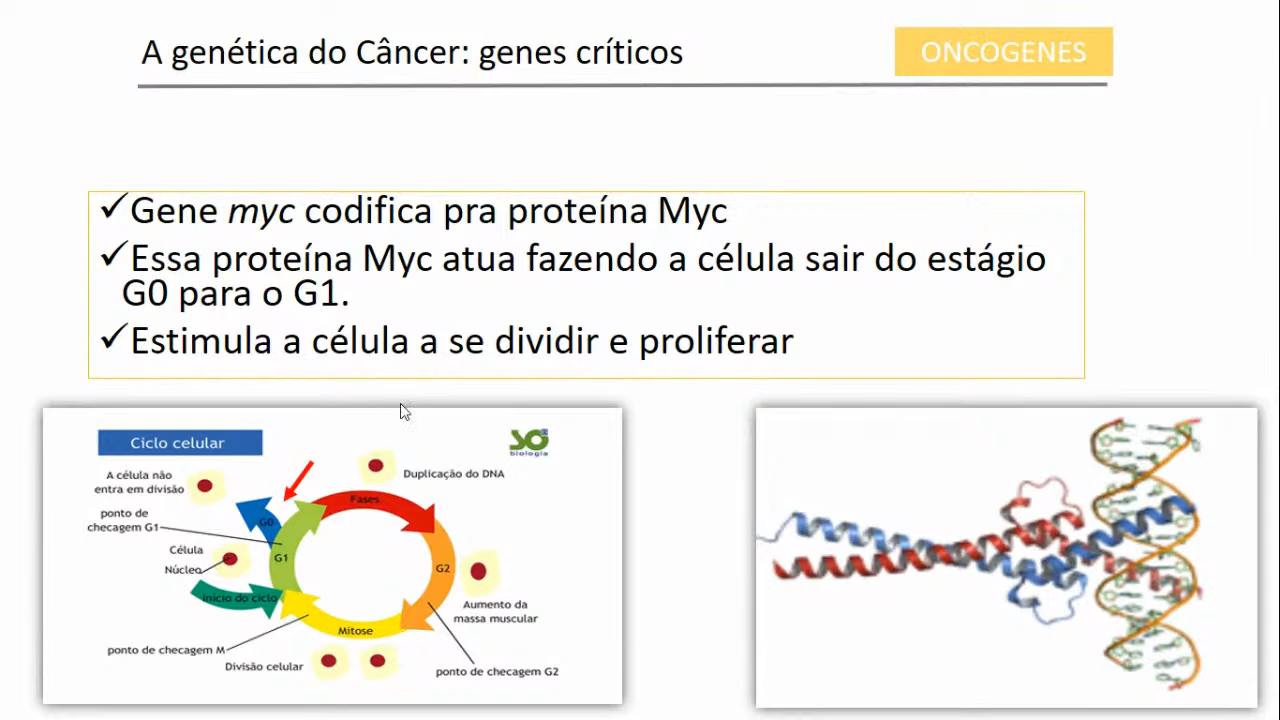 A genética do Câncer: genes críticos
ONCOGENES
✓Gene myc codifica pra proteína Myc
✓Essa proteína Myc atua fazendo a célula sair do estágio
G0 para o G1.
✓Estimula a célula a se dividir e proliferar
Ciclo celular
só
biologia
A célula não
entra em divisão
Duplicação do DNA
Fases
ponto de
checagem G1
G0
Célula
G1
Núcleo
G2
Início do ciclo
Aumento da
massa muscular
Mitose
ponto de checagem M
Divisão celular
ponto de checagem G2